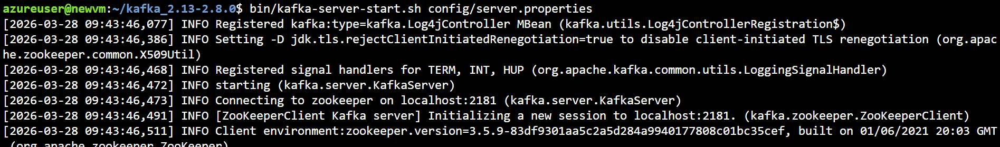 azureuser@newvm:~/kafka_2.13-2.8.0$ bin/kafka-server-start.sh config/server.properties
[2026-03-28 09:43:46,077] INFO Registered kafka:type=kafka.Log4jController MBean (kafka.utils.Log4jControllerRegistration$)
[2026-03-28 09:43:46,386] INFO Setting -D jdk.tls.rejectClientInitiatedRenegotiation=true to disable client-initiated TLS renegotiation (org.apac
he.zookeeper.common.X509Util)
[2026-03-28 09:43:46,468] INFO Registered signal handlers for TERM, INT, HUP (org.apache.kafka.common.utils.LoggingSignalHandler)
[2026-03-28 09:43:46,472] INFO starting (kafka.server.KafkaServer)
[2026-03-28 09:43:46,473] INFO Connecting to zookeeper on localhost:2181 (kafka.server.KafkaServer)
[2026-03-28 09:43:46,491] INFO [ZooKeeperClient Kafka server] Initializing a new session to localhost:2181. (kafka.zookeeper.ZooKeeperClient)
[2026-03-28 09:43:46,511] INFO Client environment:zookeeper.version=3.5.9-83df9301aa5c2a5d284a9940177808c01bc35cef, built on 01/06/2021 20:03 GMT
(org.apache.zookeeper.ZooKeeper)